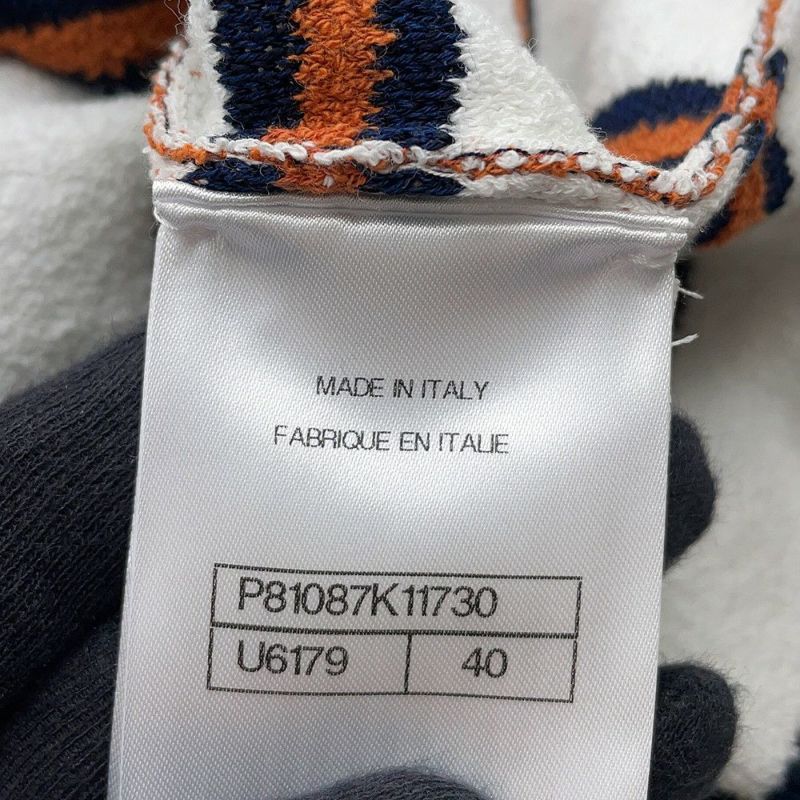 MADE IN ITALY
FABRIQUE EN ITALIE
P81087K11730
U6179 40